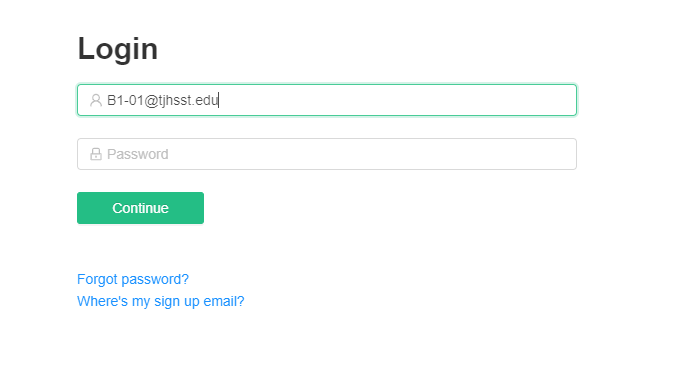 Login
B1-01@tjhsst.edu
Password
Continue
Forgot password?
Where's my sign up email?